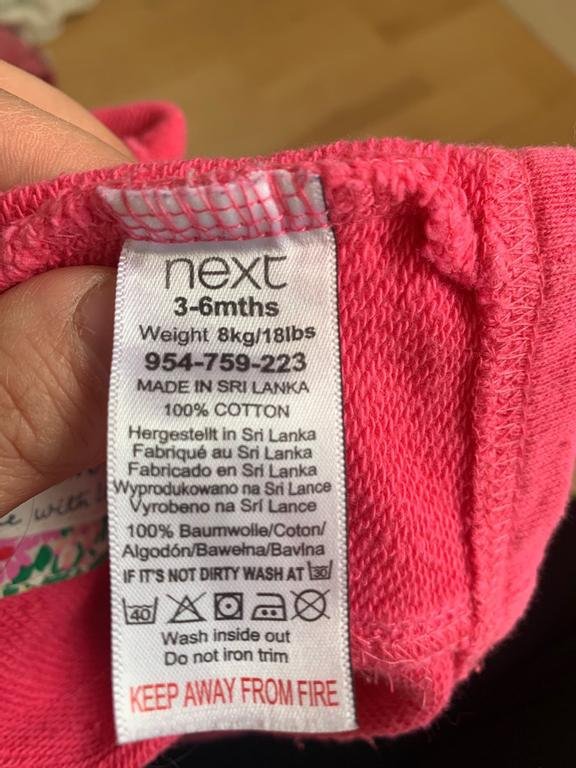 next
3-6mths
Weight 8kg/18lbs
954-759-223
MADE IN SRI LANKA
100% COTTON
Hergestellt in Sri Lanka
Fabriqué au Sri Lanka
Fabricado en Sri Lanka
Wyprodukowano na Sri Lance
Vyrobeno na Srí Lance
100% Baumwolle/Coton/
Algodón/Bawełna/Bavlna
IF IT'S NOT DIRTY WASH AT 30
40
Wash inside out
Do not iron trim
KEEP AWAY FROM FIRE
with